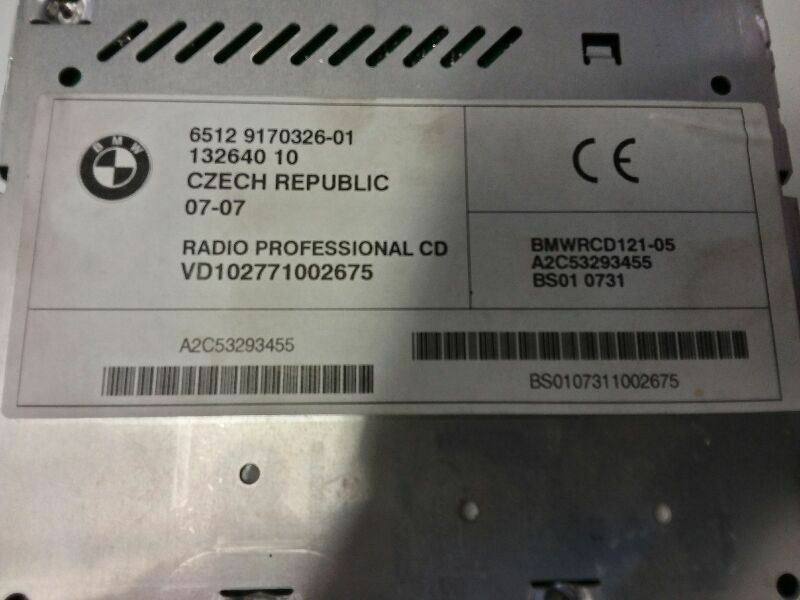 BMW
6512 9170326-01
132640 10
CZECH REPUBLIC
07-07
RADIO PROFESSIONAL CD
VD102771002675
CE
BMWRCD121-05
A2C53293455
BS01 0731
A2C53293455
BS0107311002675